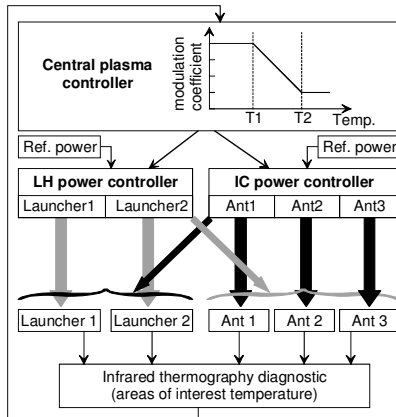 Central plasma
controller
modulation
coefficient
T1 T2 Temp.
Ref. power Ref. power
LH power controller IC power controller
Launcher1 Launcher2 Ant1 Ant2 Ant3
Launcher 1 Launcher 2 Ant 1 Ant 2 Ant 3
Infrared thermography diagnostic
(areas of interest temperature)